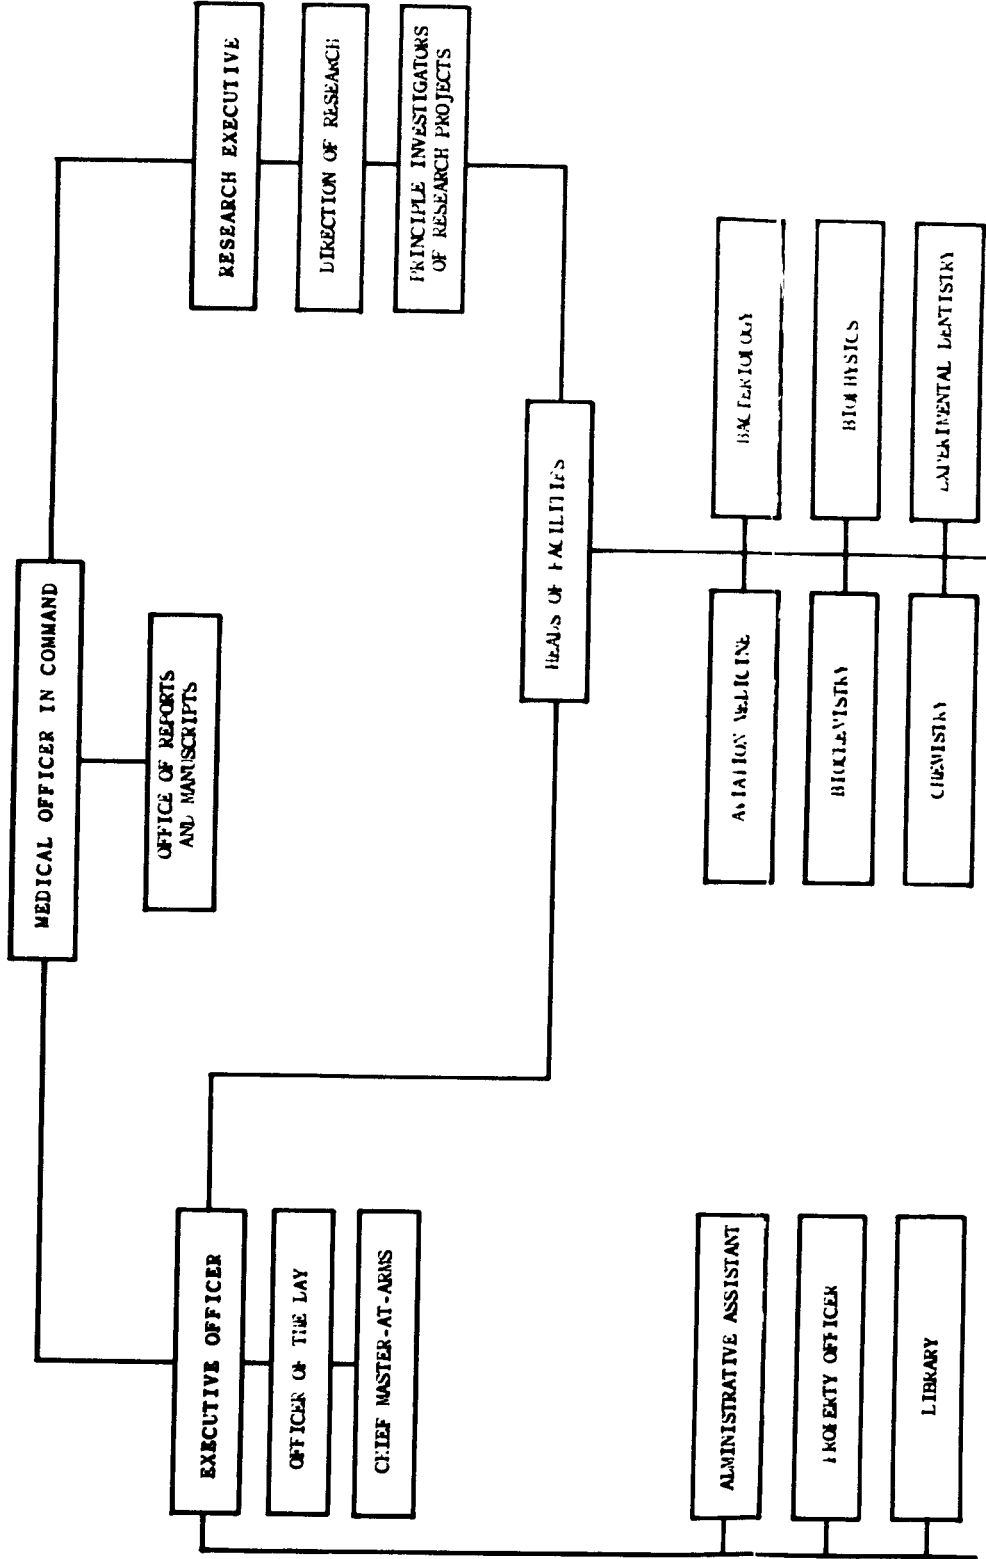 MEDICAL OFFICER IN COMMAND
OFFICE OF REPORTS
AND MANUSCRIPTS
EXECUTIVE OFFICER
OFFICER OF THE DAY
CHIEF MASTER-AT-ARMS
RESEARCH EXECUTIVE
DIRECTION OF RESEARCH
PRINCIPLE INVESTIGATORS
OF RESEARCH PROJECTS
HEADS OF FACILITIES
ADMINISTRATIVE ASSISTANT
PROPERTY OFFICER
LIBRARY
AVIATION MEDICINE
BACTERIOLOGY
BIOCHEMISTRY
BIOPHYSICS
CHEMISTRY
EXPERIMENTAL DENTISTRY